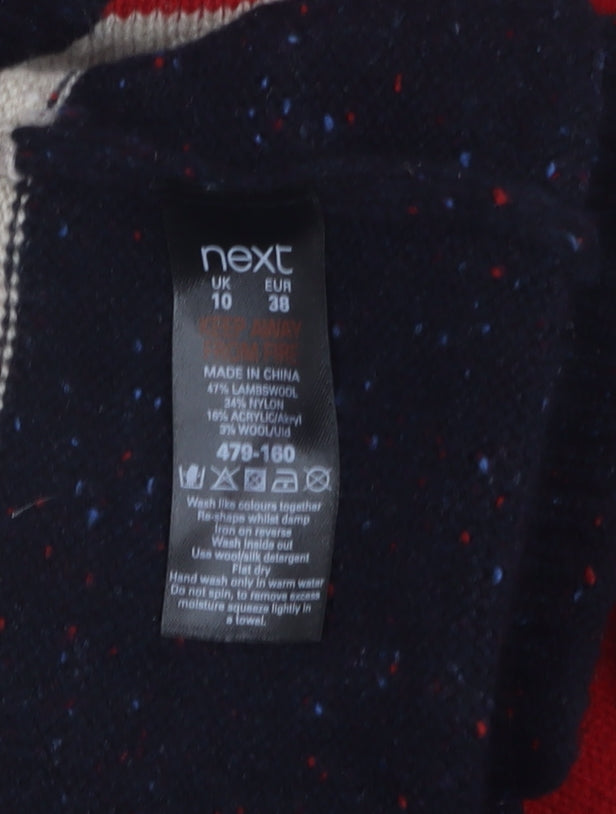 next
UK EUR
10 38
KEEP AWAY
FROM FIRE
MADE IN CHINA
47% LAMBSWOOL
34% NYLON
16% ACRYLIC/Akryl
3% WOOL/Uld
479-160
Wash like colours together
Re-shape whilst damp
Iron on reverse
Wash inside out
Use wool/silk detergent
Flat dry
Hand wash only in warm water
Do not spin, to remove excess
moisture squeeze lightly in
a towel.